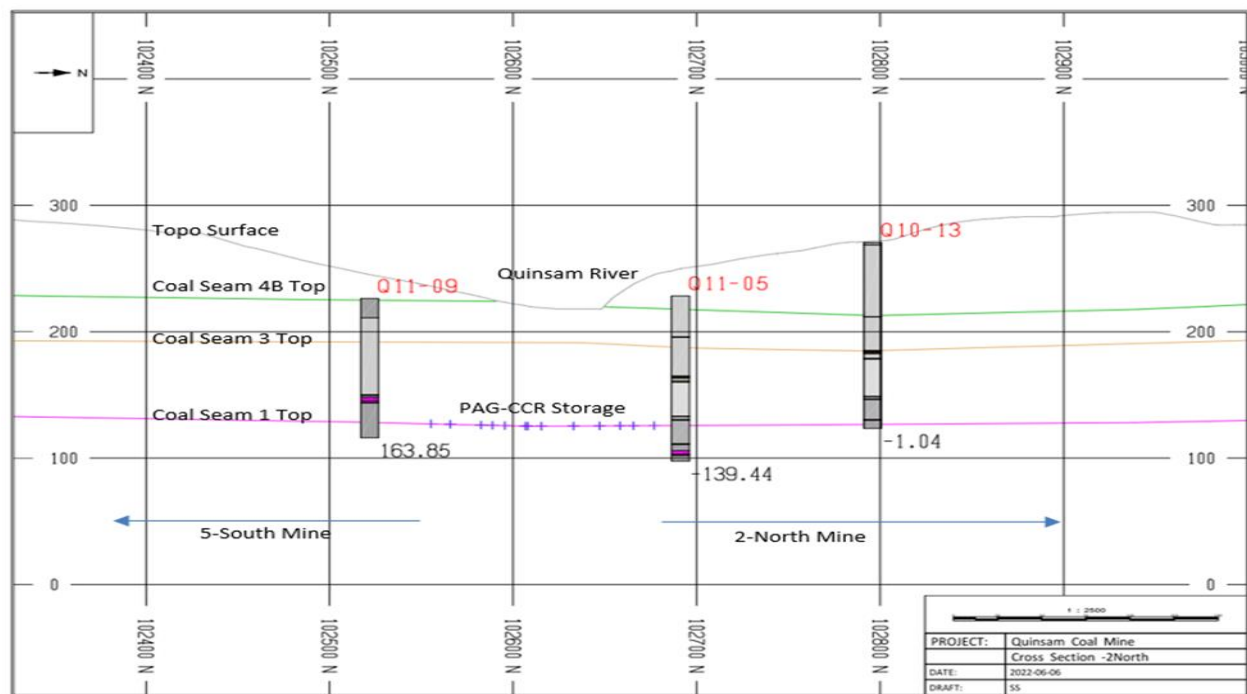 102400 N 102500 N 102600 N 102700 N 102800 N 102900 N N
N
300 300
Topo Surface
Q10-13
Quinsam River
Coal Seam 4B Top
Q11-09
Q11-05
200 200
Coal Seam 3 Top
PAG-CCR Storage
Coal Seam 1 Top
163.85
-1.04
100 100
-139.44
5-South Mine
2-North Mine
0 0
102400 N 102500 N 102600 N 102700 N 102800 N
1 : 2500
PROJECT: Quinsam Coal Mine
Cross Section -2North
DATE: 2022-06-06
DRAFT: SS